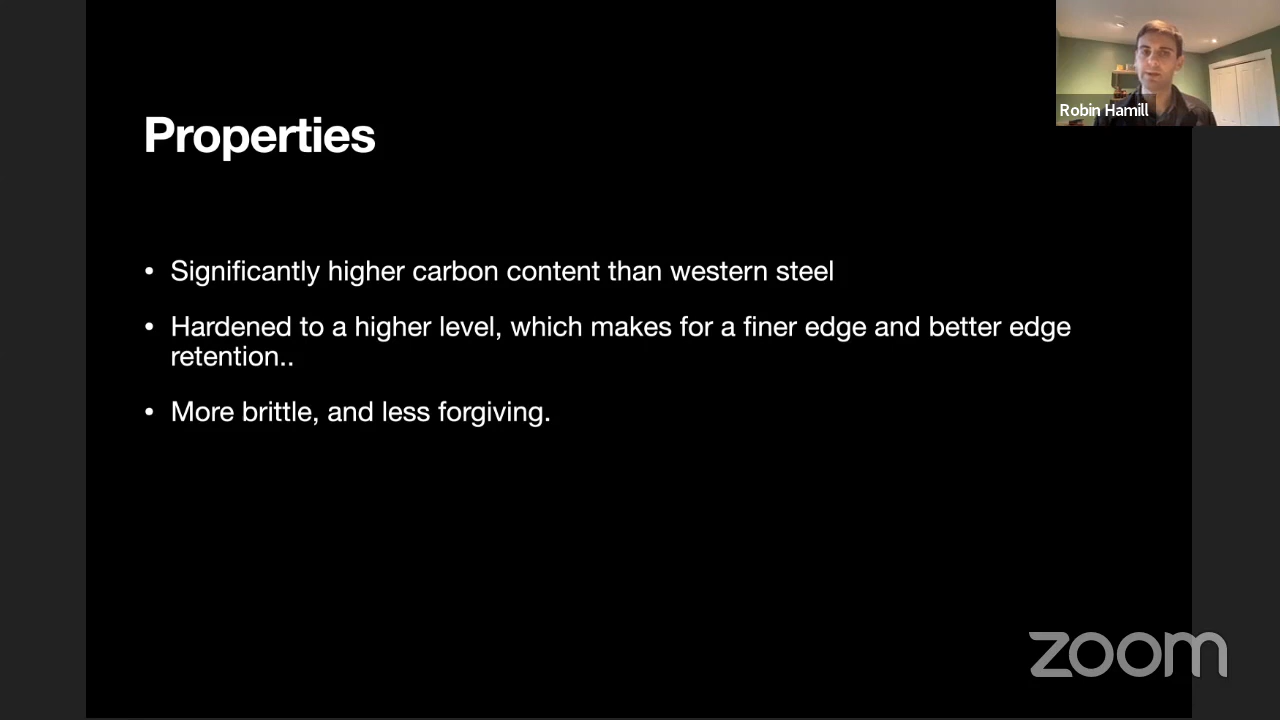 Robin Hamill
Properties
• Significantly higher carbon content than western steel
• Hardened to a higher level, which makes for a finer edge and better edge
retention..
• More brittle, and less forgiving.
zoom